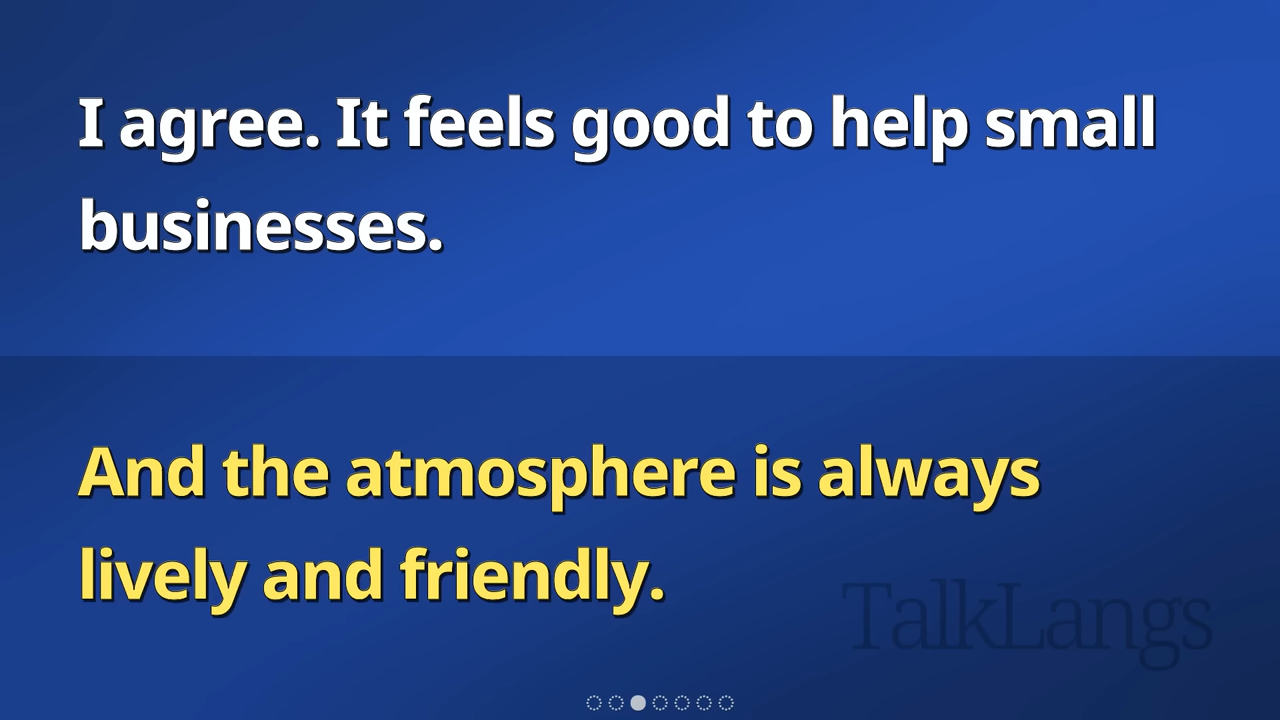 I agree. It feels good to help small
businesses.
And the atmosphere is always
lively and friendly.
TalkLangs